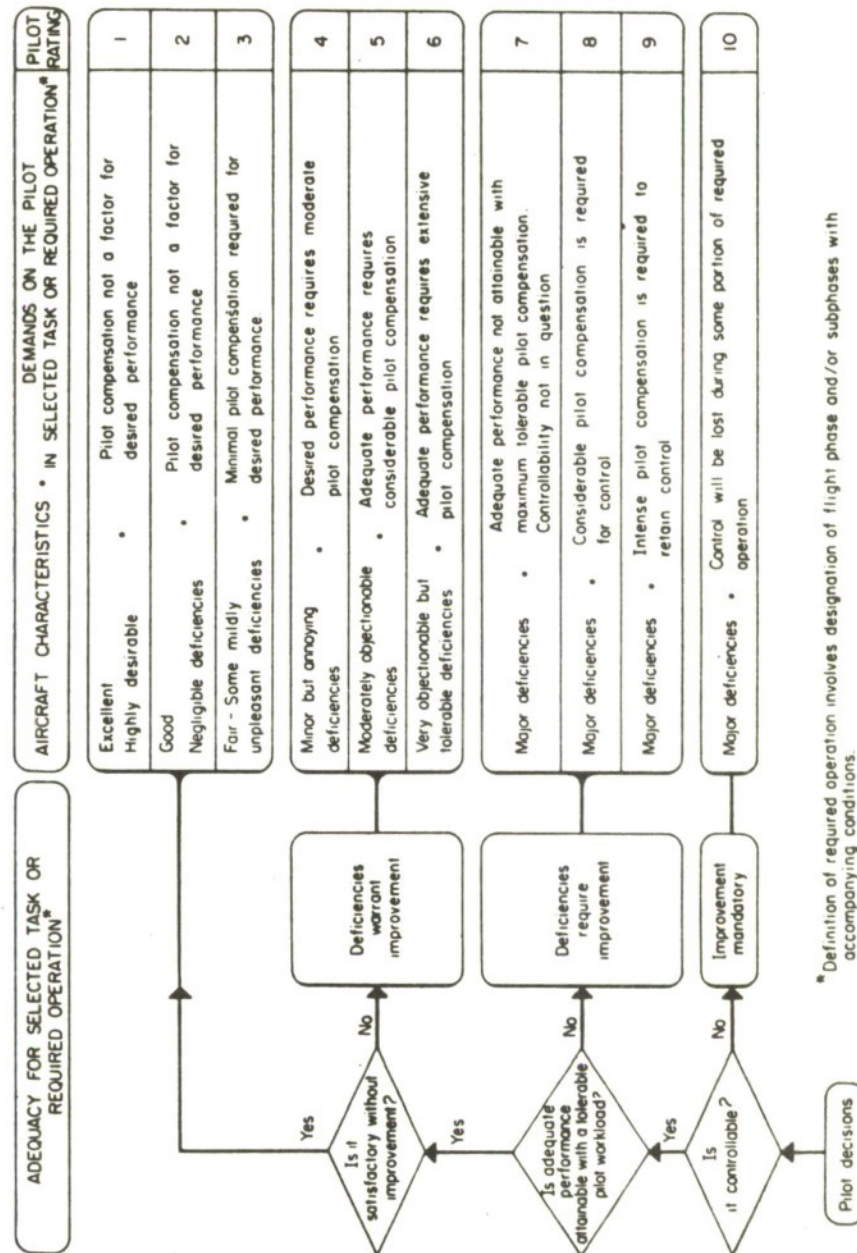 ADEQUACY FOR SELECTED TASK OR
REQUIRED OPERATION*
AIRCRAFT CHARACTERISTICS •
DEMANDS ON THE PILOT
IN SELECTED TASK OR REQUIRED OPERATION*
PILOT
RATING
Excellent
Highly desirable
•
Pilot compensation not a factor for
desired performance
1
Good
Negligible deficiencies
•
Pilot compensation not a factor for
desired performance
2
Fair - Some mildly
unpleasant deficiencies
•
Minimal pilot compensation required for
desired performance.
3
Yes
Is it
satisfactory without
improvement?
No
Deficiencies
warrant
improvement
Minor but annoying
deficiencies
•
Desired performance requires moderate
pilot compensation
4
Moderately objectionable
deficiencies
•
Adequate performance requires
considerable pilot compensation
5
Very objectionable but
tolerable deficiencies
•
Adequate performance requires extensive
pilot compensation
6
Yes
Is adequate
performance
attainable with a tolerable
pilot workload?
No
Deficiencies
require
improvement
Major deficiencies
•
Adequate performance not attainable with
maximum tolerable pilot compensation.
Controllability not in question
7
Major deficiencies
•
Considerable pilot compensation is required
for control
8
Major deficiencies
•
Intense pilot compensation is required to
retain control
9
Yes
Is
it controllable?
No
Improvement
mandatory
Major deficiencies
•
Control will be lost during some portion of required
operation
10
Pilot decisions
*Definition of required operation involves designation of flight phase and/or subphases with
accompanying conditions.